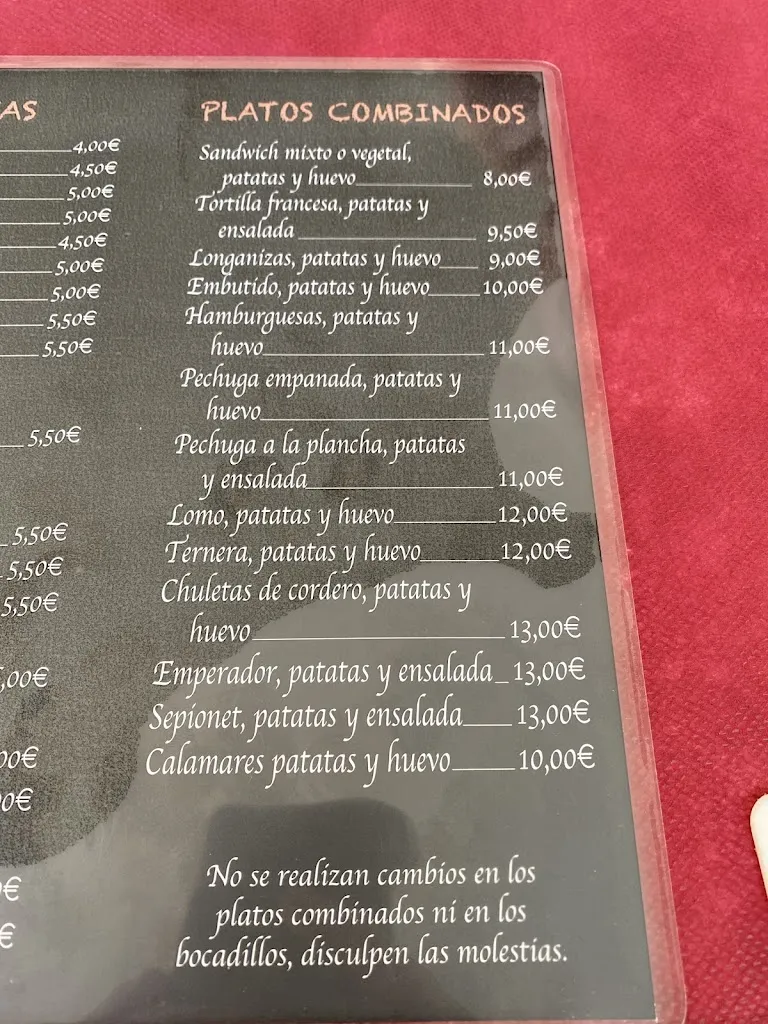 4,00€
4,50€
5,00€
5,00€
4,50€
5,00€
5,00€
5,50€
5,50€
5,50€
5,50€
5,50€
5,50€
PLATOS COMBINADOS
Sandwich mixto o vegetal,
patatas y huevo 8,00€
Tortilla francesa, patatas y
ensalada 9,50€
Longanizas, patatas y huevo 9,00€
Embutido, patatas y huevo 10,00€
Hamburguesas, patatas y
huevo 11,00€
Pechuga empanada, patatas y
huevo 11,00€
Pechuga a la plancha, patatas
y ensalada 11,00€
Lomo, patatas y huevo 12,00€
Ternera, patatas y huevo 12,00€
Chuletas de cordero, patatas y
huevo 13,00€
Emperador, patatas y ensalada 13,00€
Sepionet, patatas y ensalada 13,00€
Calamares patatas y huevo 10,00€
No se realizan cambios en los
platos combinados ni en los
bocadillos, disculpen las molestias.